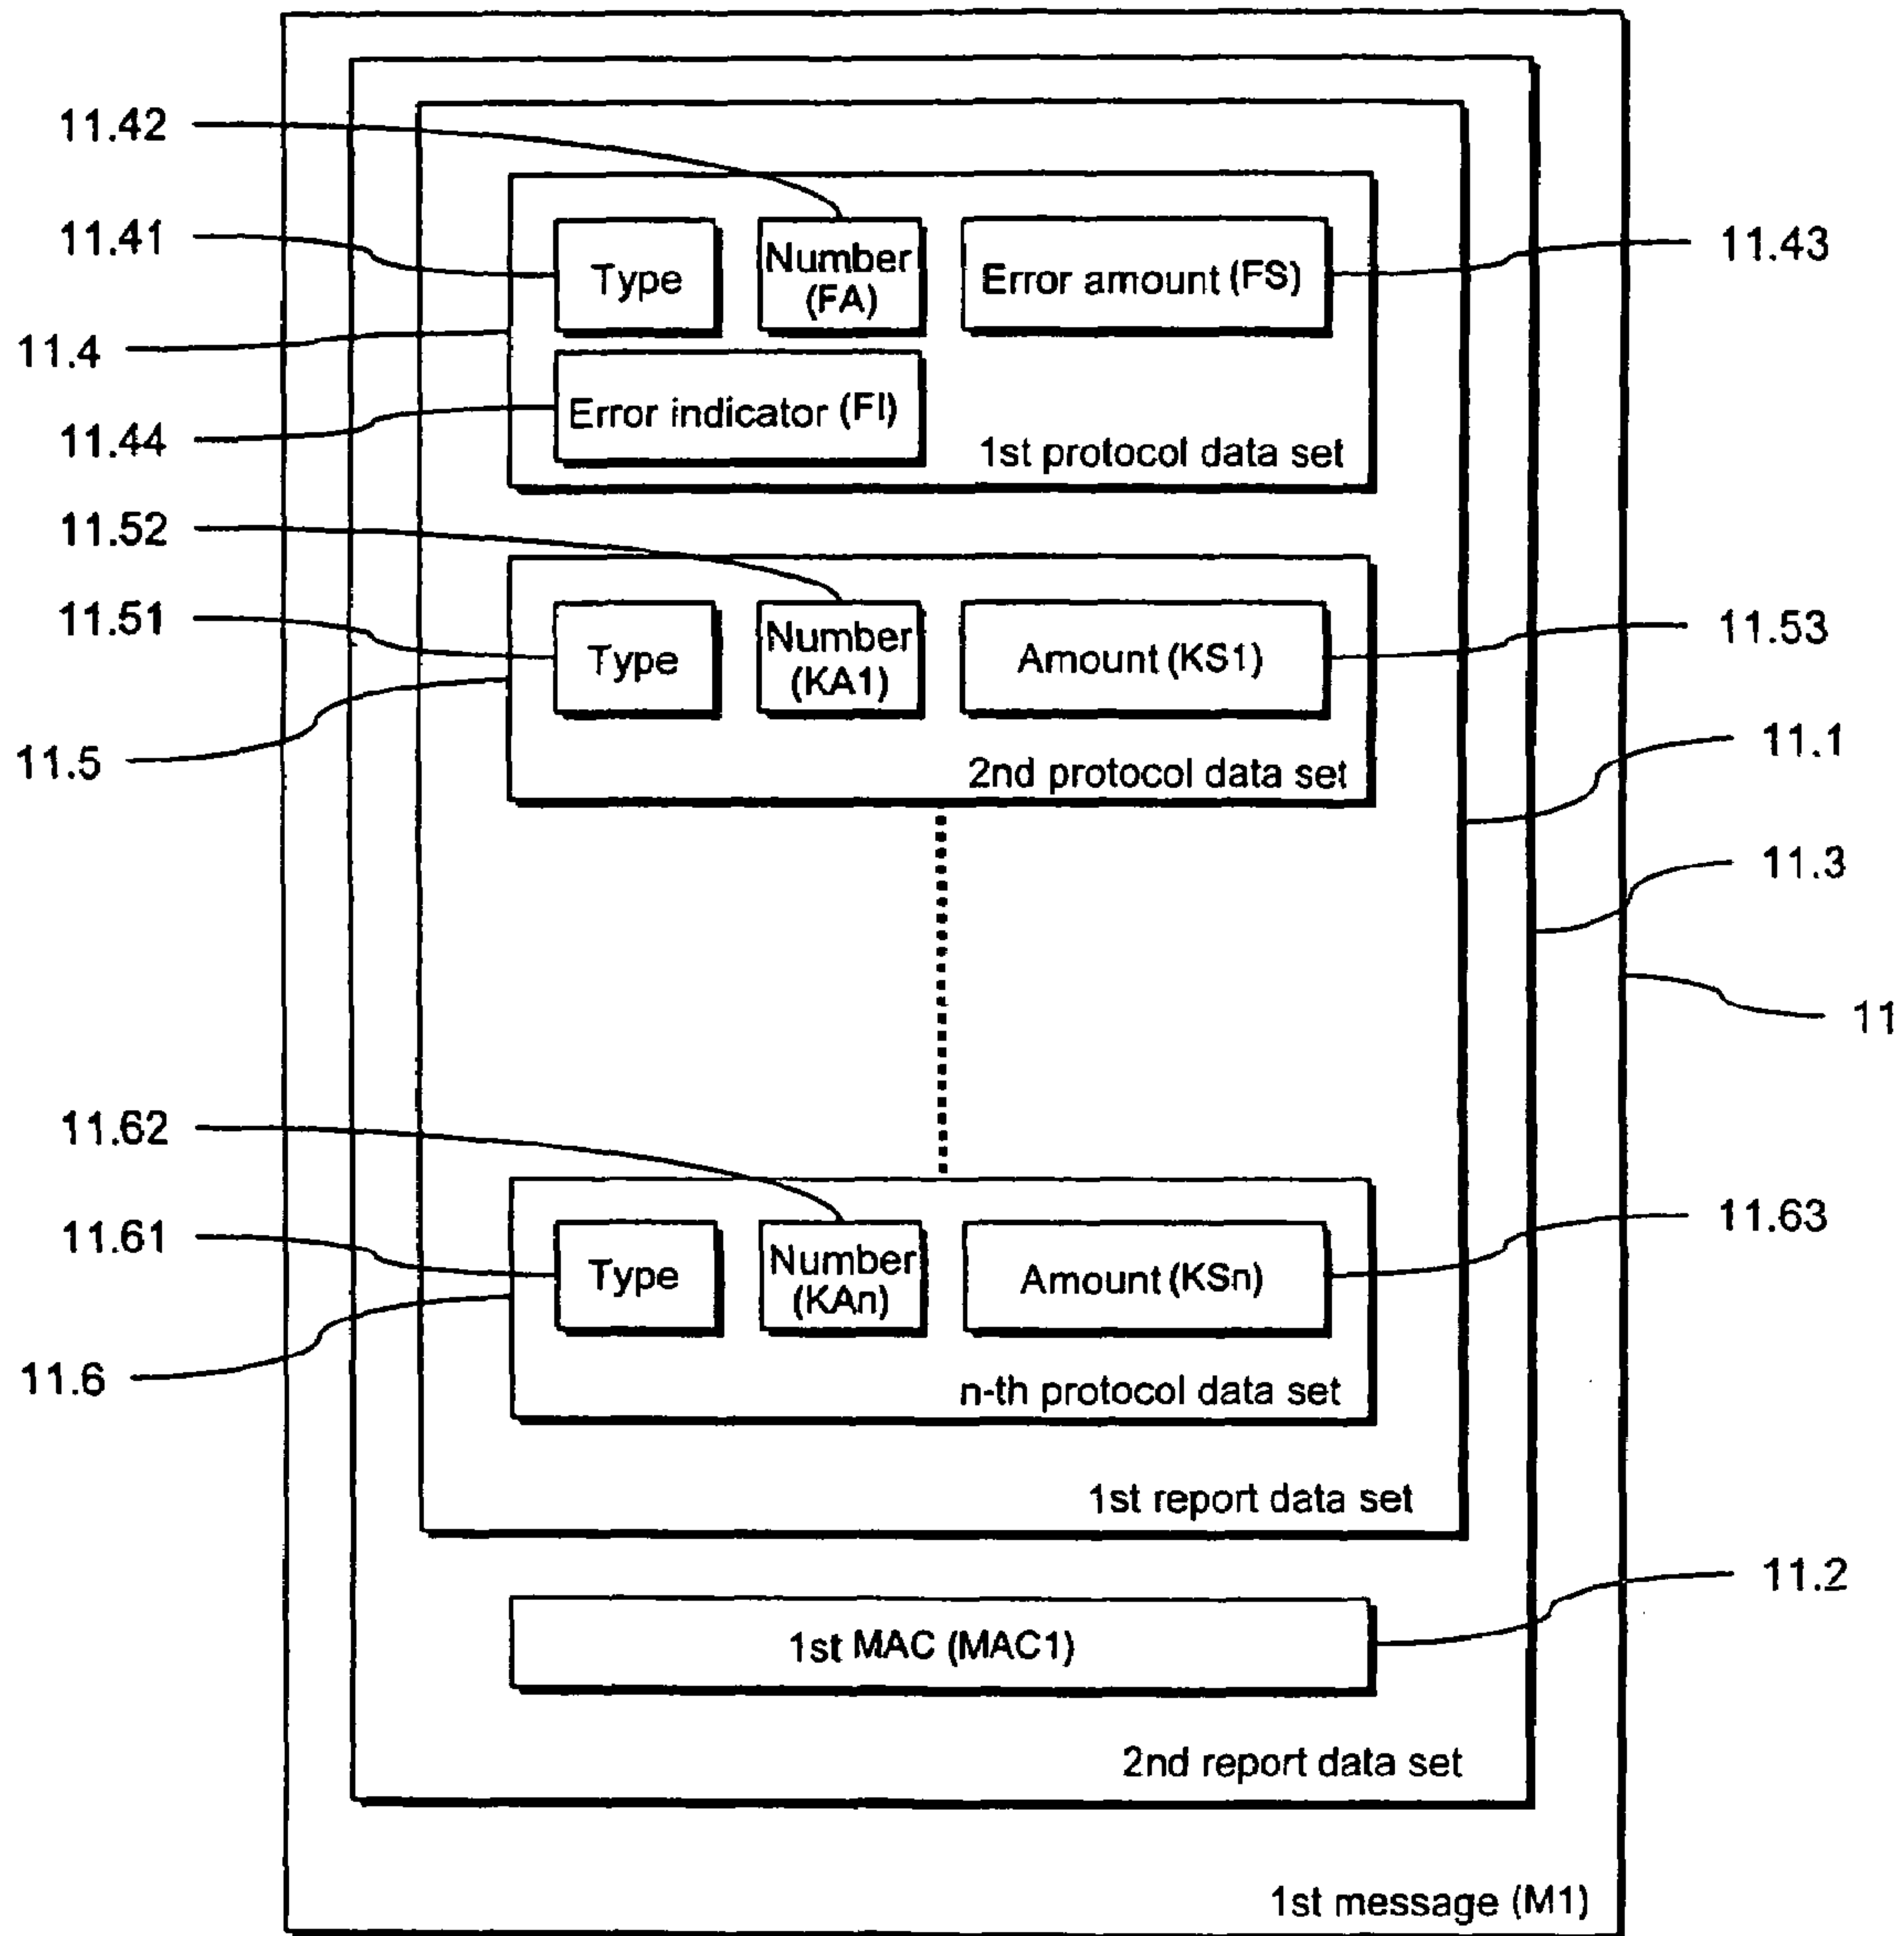 11.42
11.41
Type
Number
(FA)
Error amount (FS)
11.43
11.4
Error indicator (FI)
11.44
1st protocol data set
11.52
11.51
Type
Number
(KA1)
Amount (KS1)
11.53
11.5
2nd protocol data set
11.1
11.3
11
11.62
11.61
Type
Number
(KAn)
Amount (KSn)
11.63
11.6
n-th protocol data set
1st report data set
11.2
1st MAC (MAC1)
2nd report data set
1st message (M1)